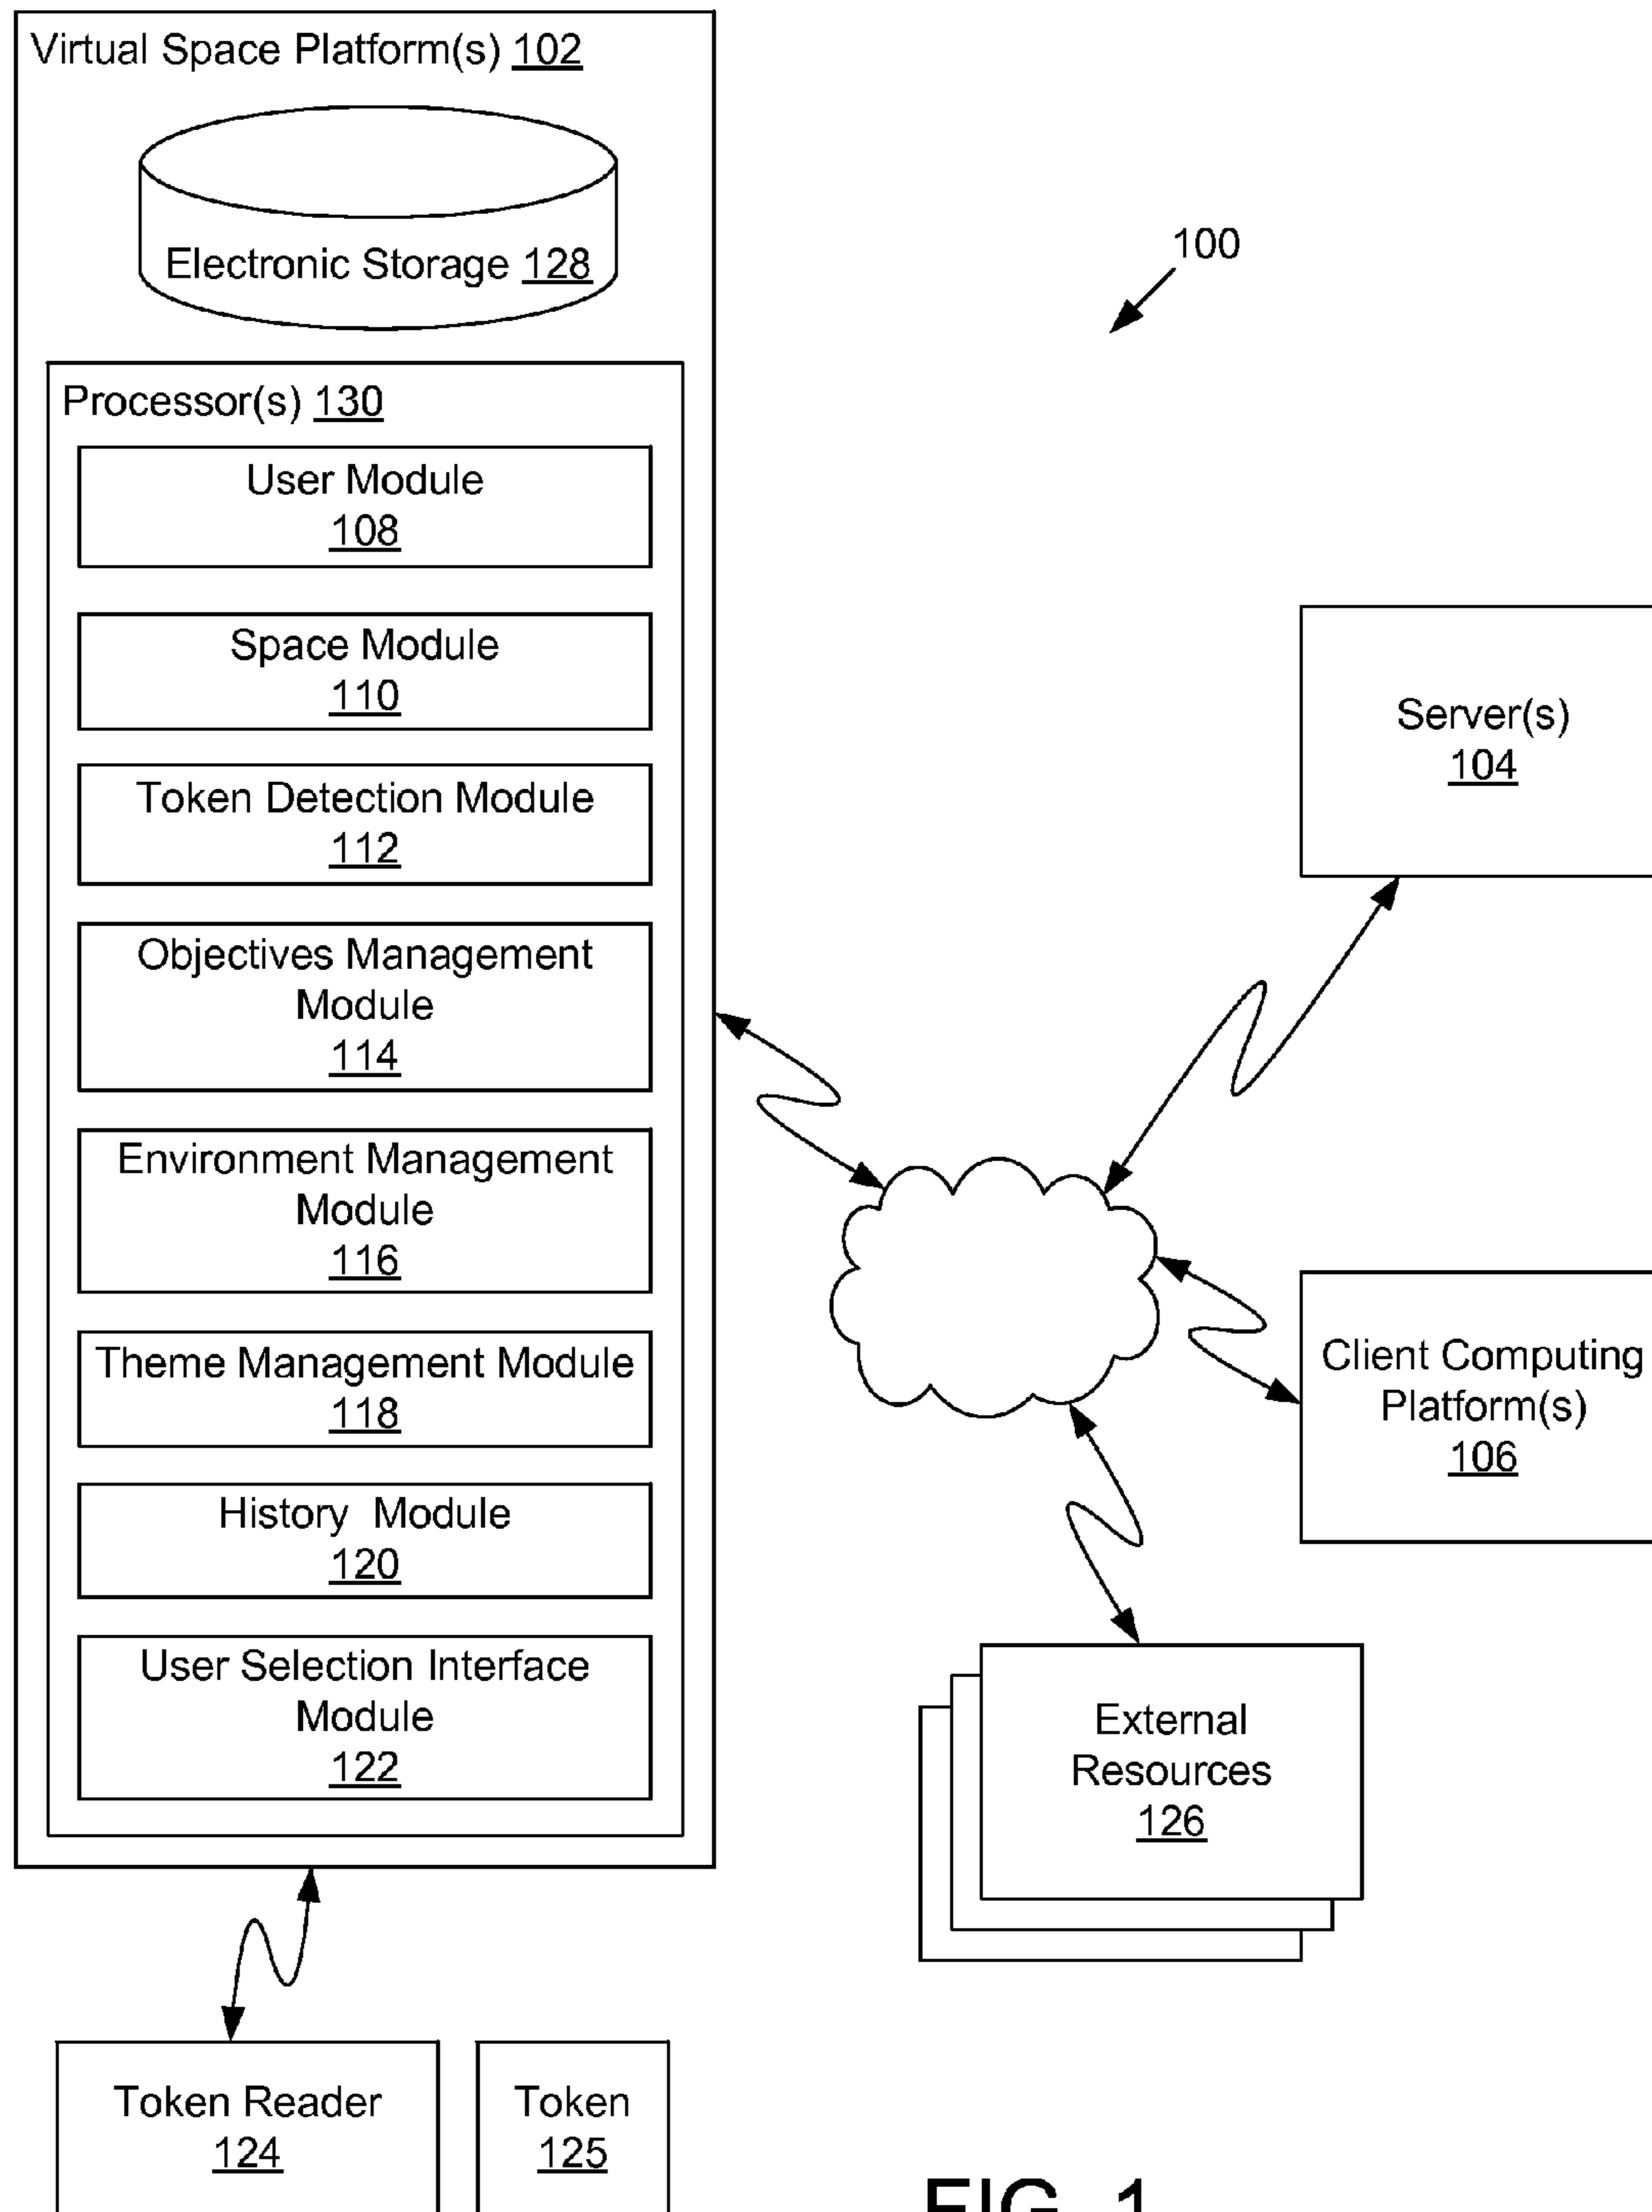 Virtual Space Platform(s) 102
Electronic Storage 128
Processor(s) 130
User Module
108
Space Module
110
Token Detection Module
112
Objectives Management
Module
114
Environment Management
Module
116
Theme Management Module
118
History Module
120
User Selection Interface
Module
122
Token Reader
124
Token
125
100
Server(s)
104
Client Computing
Platform(s)
106
External
Resources
126
FIG. 1